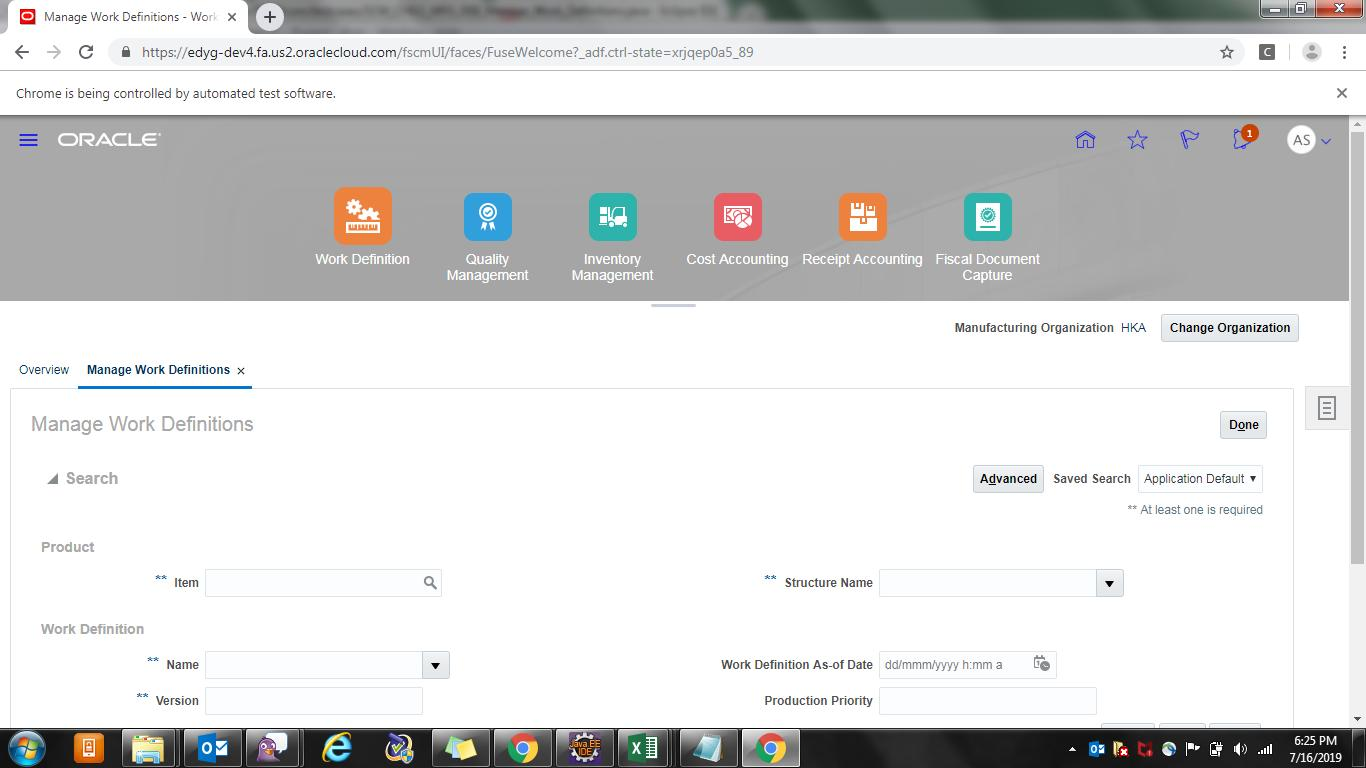 Manage Work Definitions - Work
https://edyg-dev4.fa.us2.oraclecloud.com/fscmUI/faces/FuseWelcome?_adf.ctrl-state=xrjqep0a5_89
C
Chrome is being controlled by automated test software.
ORACLE
1
AS
Work Definition
Quality Management
Inventory Management
Cost Accounting
Receipt Accounting
Fiscal Document Capture
Manufacturing Organization HKA Change Organization
Overview Manage Work Definitions
Manage Work Definitions
Done
Search
Advanced Saved Search Application Default
** At least one is required
Product
** Item
** Structure Name
Work Definition
** Name
Work Definition As-of Date dd/mmm/yyyy h:mm a
** Version
Production Priority
Java EE IDE
6:25 PM
7/16/2019